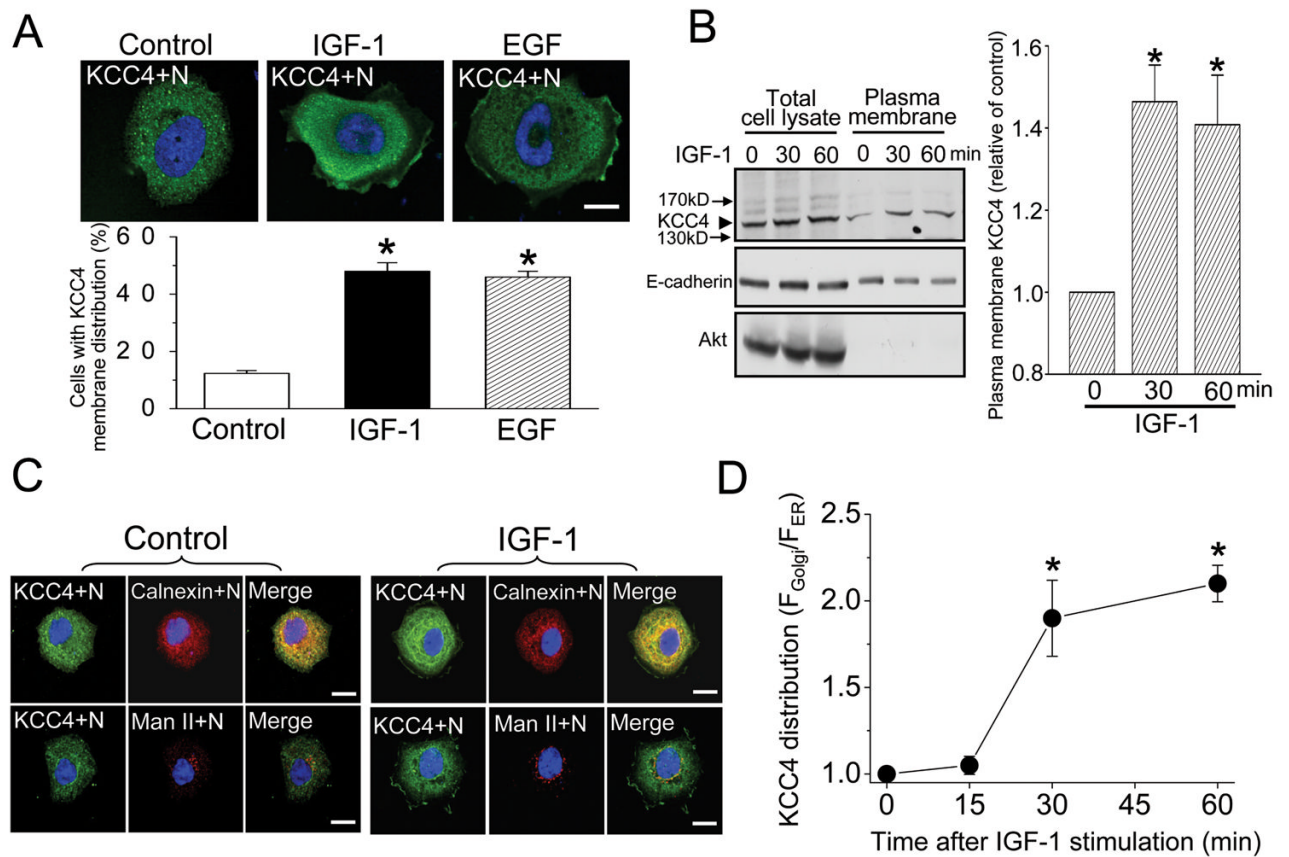 A
Control IGF-1 EGF
KCC4+N KCC4+N KCC4+N
Cells with KCC4
membrane distribution (%)
6 0
4 0
2 0
0
* *
Control IGF-1 EGF
B
Total
cell lysate
Plasma
membrane
IGF-1 0 30 60 0 30 60 min
170kD
KCC4
130kD
E-cadherin
Akt
Plasma membrane KCC4 (relative of control)
1.6
1.4
1.2
1.0
0.8
* *
0 30 60 min
IGF-1
C
Control IGF-1
KCC4+N Calnexin+N Merge KCC4+N Calnexin+N Merge
KCC4+N Man II+N Merge KCC4+N Man II+N Merge
D
KCC4 distribution (FGolgi/FER)
2.5
2.0
1.5
1.0
* *
0 15 30 45 60
Time after IGF-1 stimulation (min)